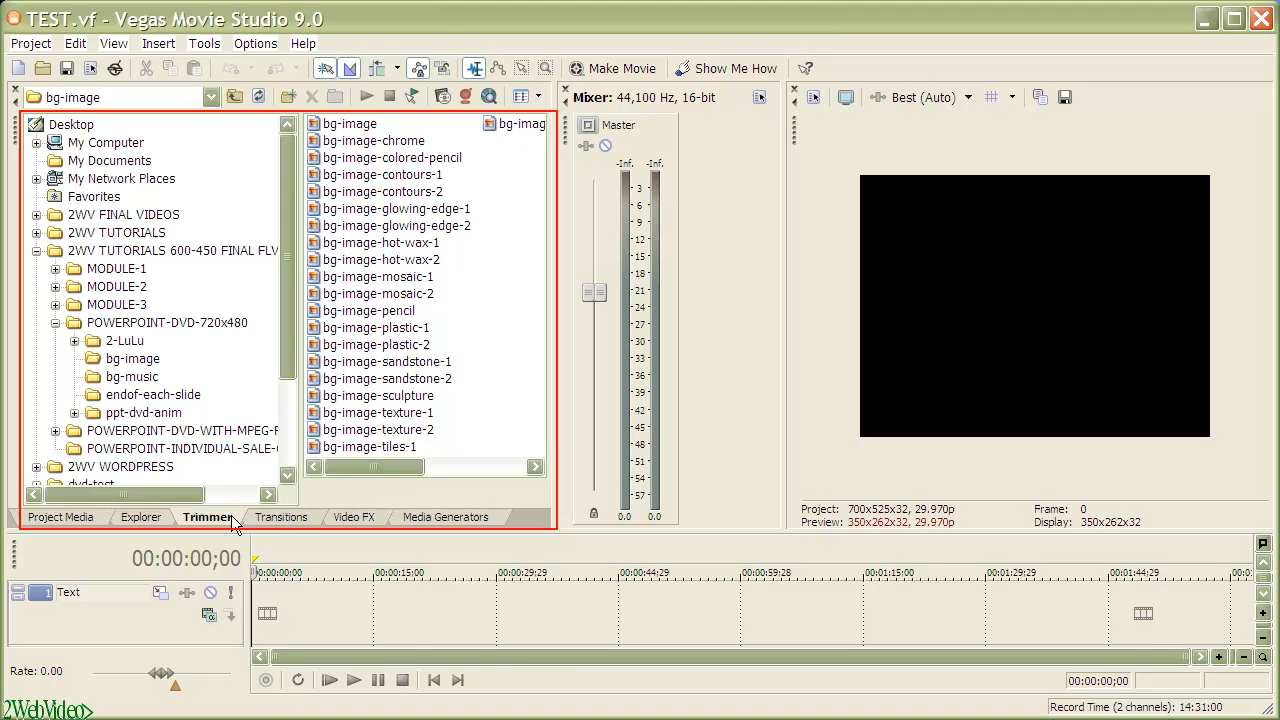 TEST.vf - Vegas Movie Studio 9.0
Project Edit View Insert Tools Options Help
Make Movie Show Me How
bg-image
Mixer: 44,100 Hz, 16-bit
Best (Auto)
Desktop
My Computer
My Documents
My Network Places
Favorites
2WV FINAL VIDEOS
2WV TUTORIALS
2WV TUTORIALS 600-450 FINAL FLV
MODULE-1
MODULE-2
MODULE-3
POWERPOINT-DVD-720x480
2-LuLu
bg-image
bg-music
endof-each-slide
ppt-dvd-anim
POWERPOINT-DVD-WITH-MPEG-F
POWERPOINT-INDIVIDUAL-SALE-
2WV WORDPRESS
dvd-test
bg-image
bg-image-chrome
bg-image-colored-pencil
bg-image-contours-1
bg-image-contours-2
bg-image-glowing-edge-1
bg-image-glowing-edge-2
bg-image-hot-wax-1
bg-image-hot-wax-2
bg-image-mosaic-1
bg-image-mosaic-2
bg-image-pencil
bg-image-plastic-1
bg-image-plastic-2
bg-image-sandstone-1
bg-image-sandstone-2
bg-image-sculpture
bg-image-texture-1
bg-image-texture-2
bg-image-tiles-1
bg-imag
Master
-Inf. -Inf.
3
6
9
12
15
18
21
24
27
30
33
36
39
42
45
48
51
54
57
0.0 0.0
Project Media Explorer Trimmer Transitions Video FX Media Generators
Project: 700x525x32, 29.970p Frame: 0
Preview: 350x262x32, 29.970p Display: 350x262x32
00:00:00;00
00:00:00:00 00:00:15:00 00:00:29:29 00:00:44:29 00:00:59:28 00:01:15:00 00:01:29:29 00:01:44:29
1 Text
Rate: 0.00
00:00:00;00
2WebVideo>
Record Time (2 channels): 14:31:00